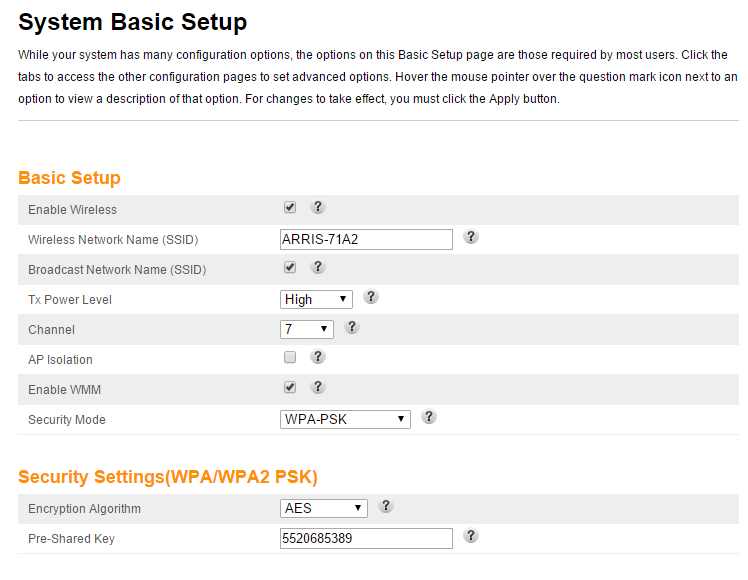 System Basic Setup
While your system has many configuration options, the options on this Basic Setup page are those required by most users. Click the
tabs to access the other configuration pages to set advanced options. Hover the mouse pointer over the question mark icon next to an
option to view a description of that option. For changes to take effect, you must click the Apply button.
Basic Setup
Enable Wireless ?
Wireless Network Name (SSID) ARRIS-71A2 ?
Broadcast Network Name (SSID) ?
Tx Power Level High ?
Channel 7 ?
AP Isolation ?
Enable WMM ?
Security Mode WPA-PSK ?
Security Settings(WPA/WPA2 PSK)
Encryption Algorithm AES ?
Pre-Shared Key 5520685389 ?